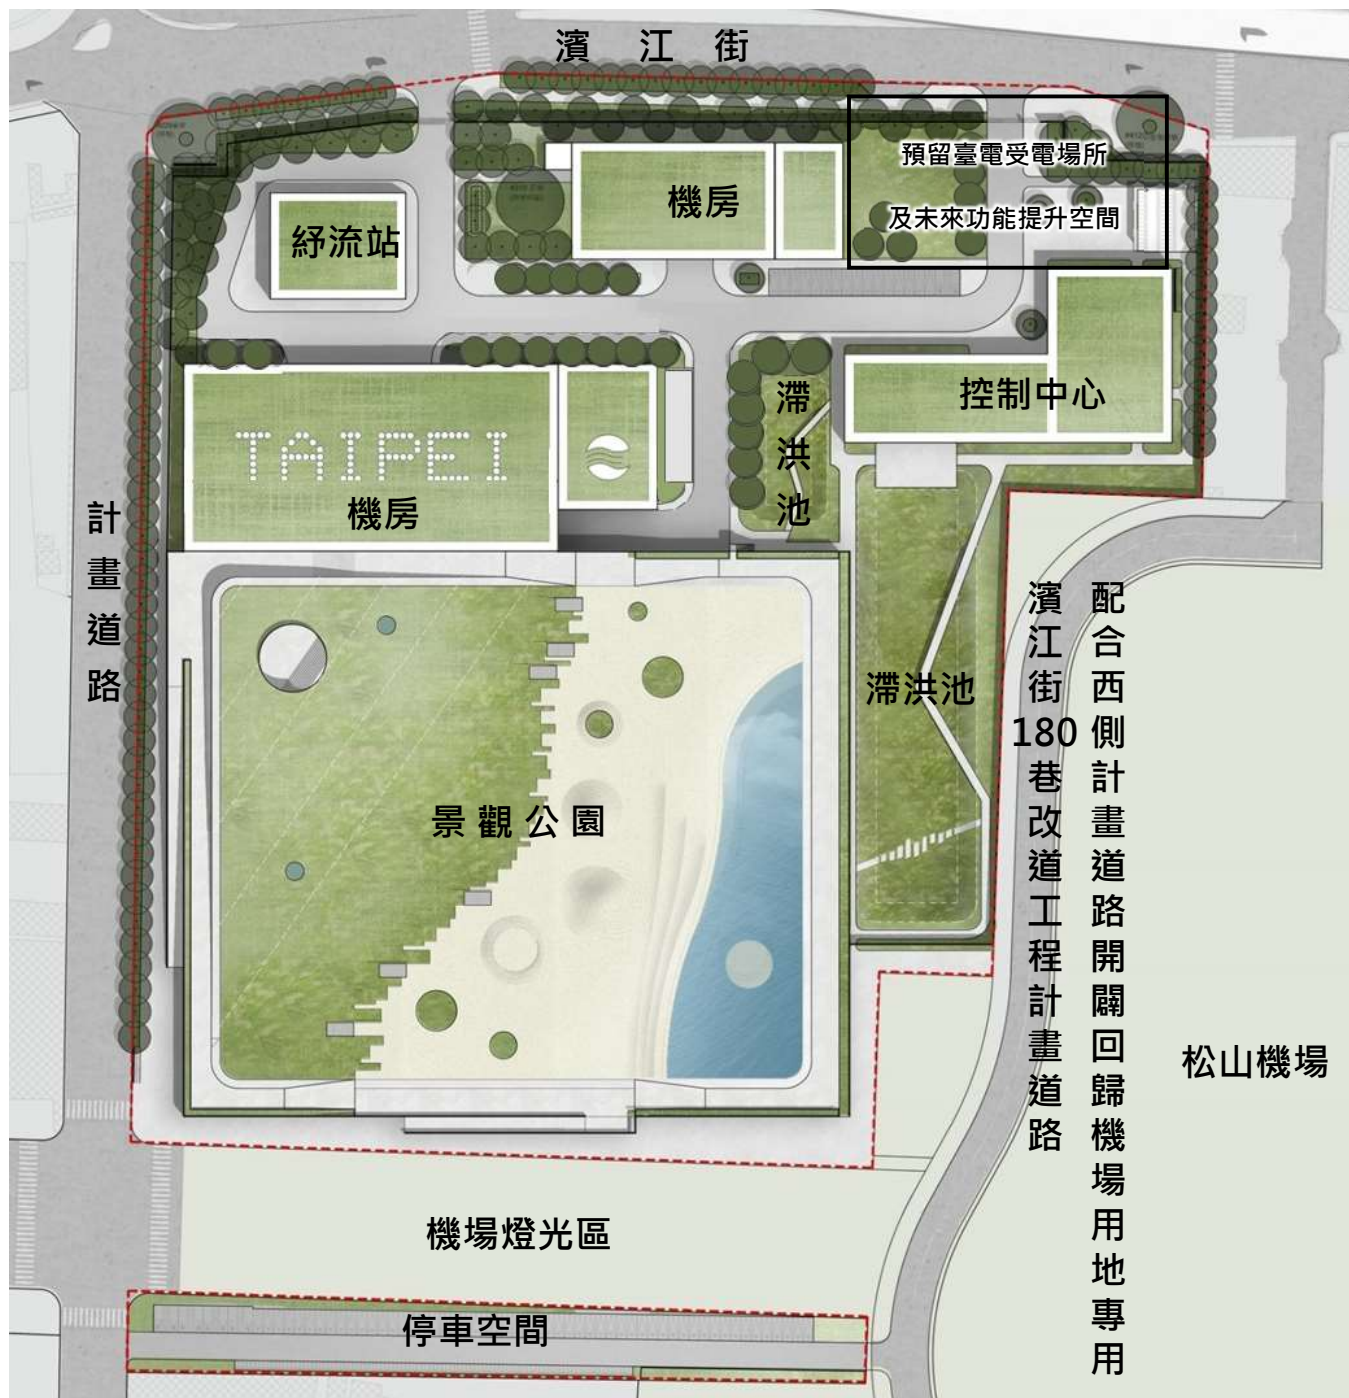 濱江街
預留臺電受電場所
及未來功能提升空間
機房
紓流站
控制中心
滯洪池
TAIPEI
機房
計畫道路
滯洪池
景觀公園
配合西側計畫道路開闢回歸機場用地專用
濱江街180巷改道工程計畫道路
松山機場
機場燈光區
停車空間